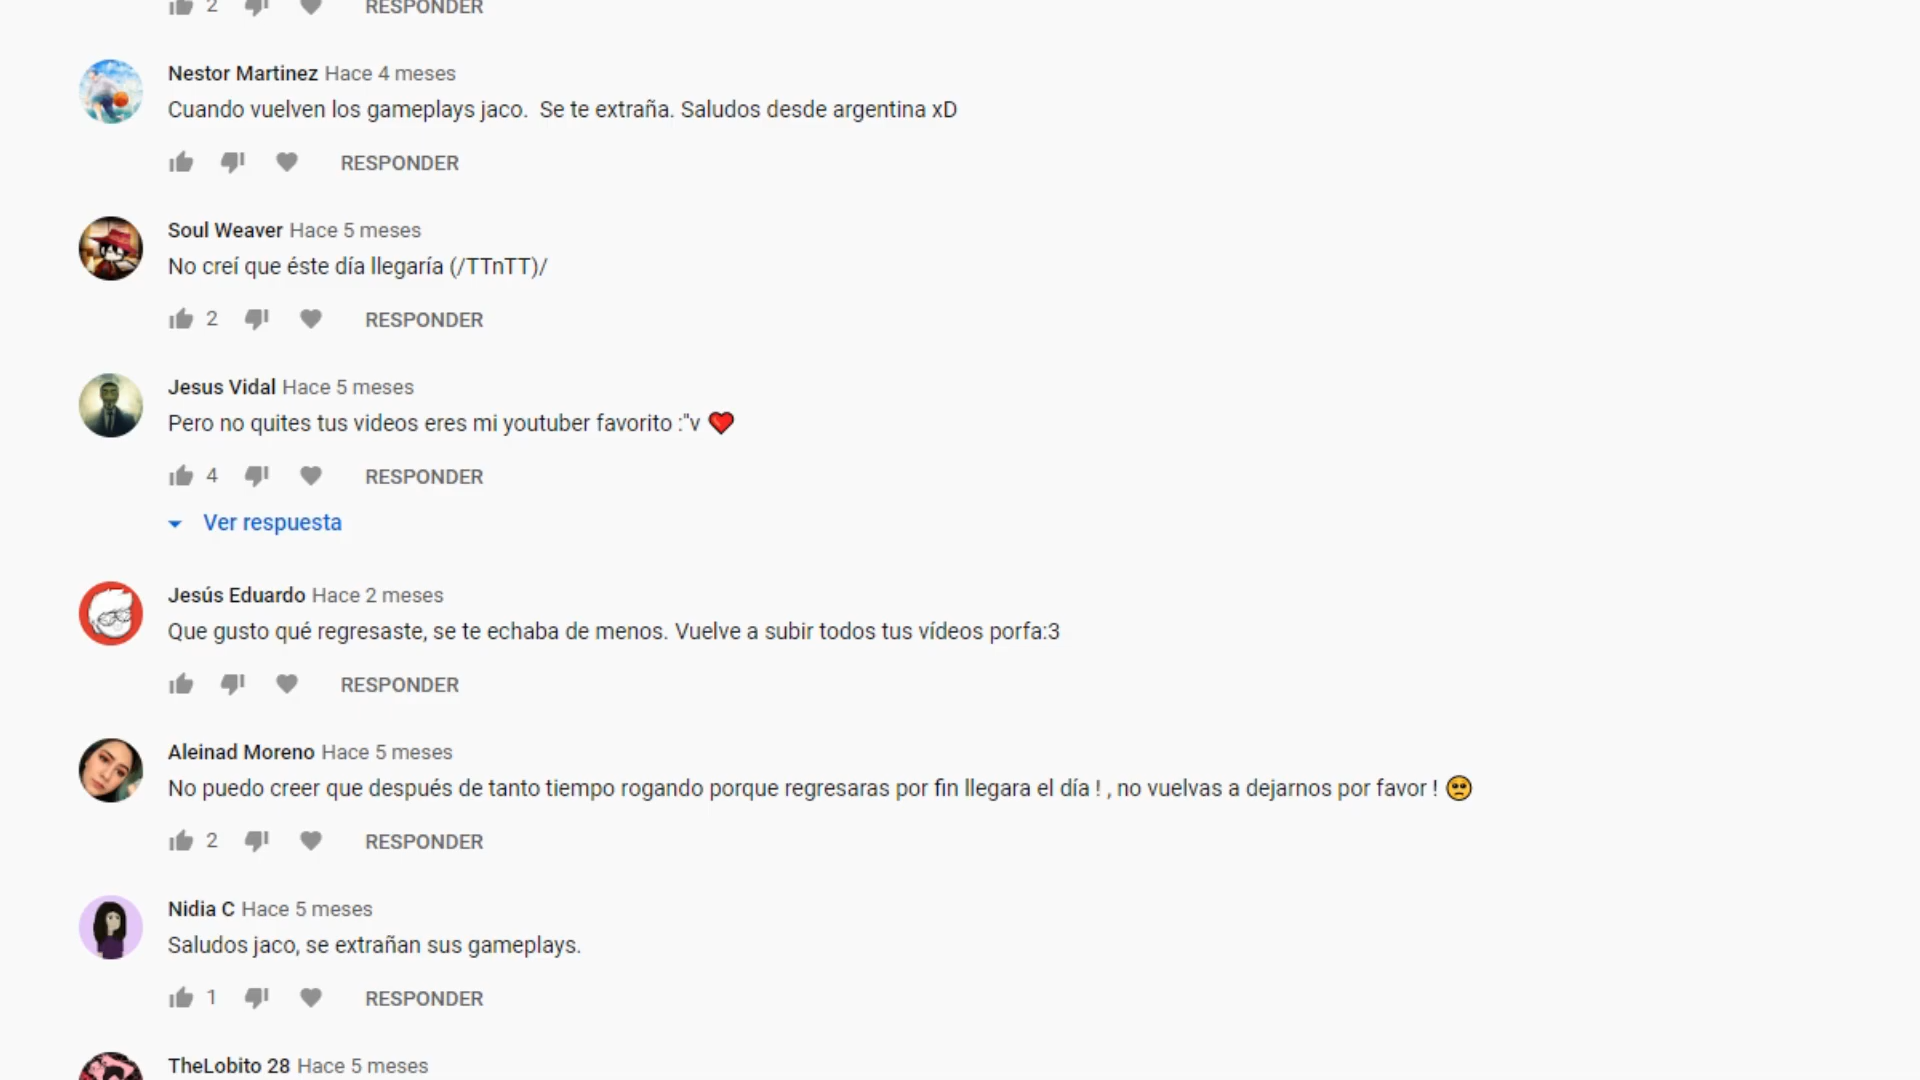 2 RESPONDER
Nestor Martinez Hace 4 meses
Cuando vuelven los gameplays jaco.  Se te extraña. Saludos desde argentina xD
RESPONDER
Soul Weaver Hace 5 meses
No creí que éste día llegaría (/TTnTT)/
2 RESPONDER
Jesus Vidal Hace 5 meses
Pero no quites tus videos eres mi youtuber favorito :"v ❤️
4 RESPONDER
Ver respuesta
Jesús Eduardo Hace 2 meses
Que gusto qué regresaste, se te echaba de menos. Vuelve a subir todos tus vídeos porfa:3
RESPONDER
Aleinad Moreno Hace 5 meses
No puedo creer que después de tanto tiempo rogando porque regresaras por fin llegara el día ! , no vuelvas a dejarnos por favor ! 🥺
2 RESPONDER
Nidia C Hace 5 meses
Saludos jaco, se extrañan sus gameplays.
1 RESPONDER
TheLobito 28 Hace 5 meses